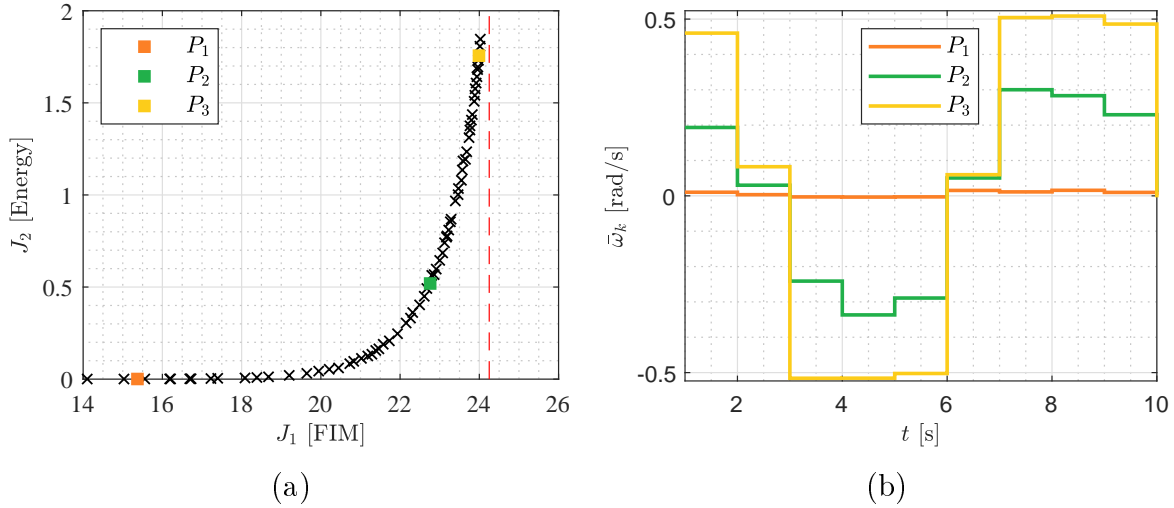 2
1.5
1
0.5
0
J₂ [Energy]
P₁
P₂
P₃
14 16 18 20 22 24 26
J₁ [FIM]
(a)
0.5
0
-0.5
ω̄ₖ [rad/s]
P₁
P₂
P₃
2 4 6 8 10
t [s]
(b)